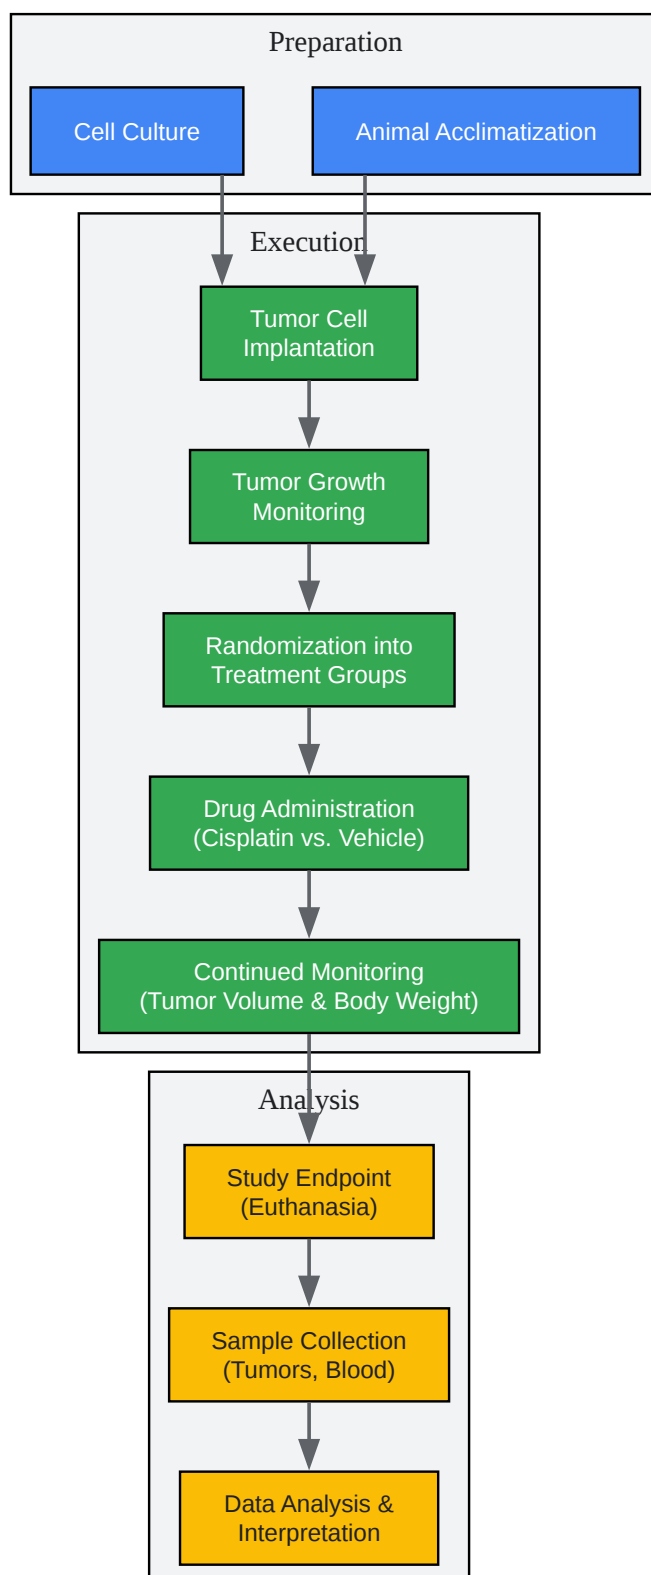 Preparation
Cell Culture
Animal Acclimatization
Execution
Tumor Cell
Implantation
Tumor Growth
Monitoring
Randomization into
Treatment Groups
Drug Administration
(Cisplatin vs. Vehicle)
Continued Monitoring
(Tumor Volume & Body Weight)
Analysis
Study Endpoint
(Euthanasia)
Sample Collection
(Tumors, Blood)
Data Analysis &
Interpretation